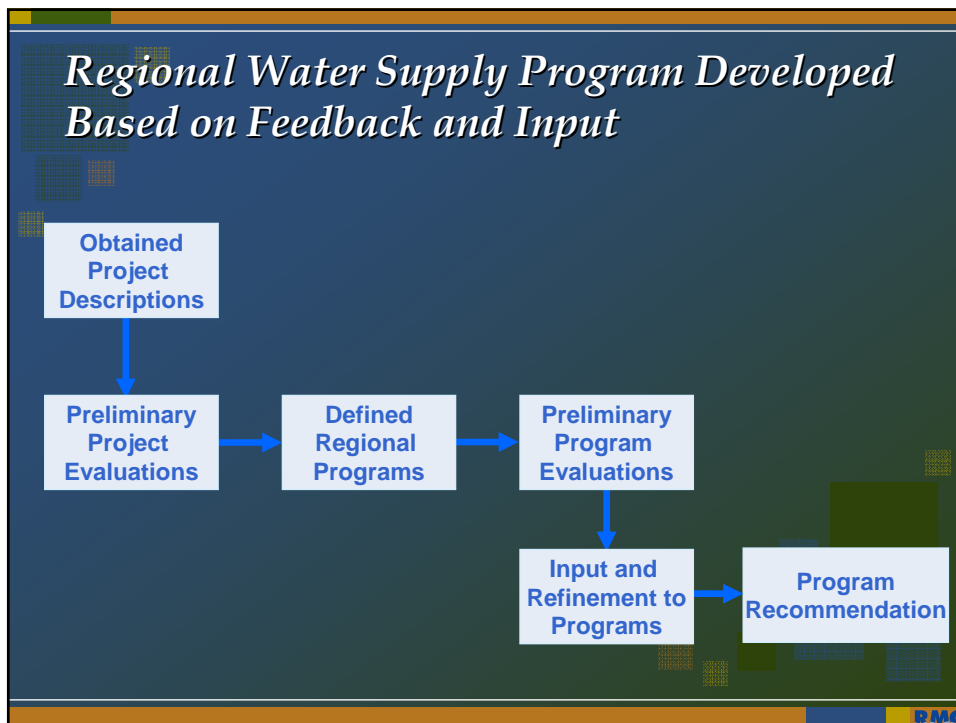 Regional Water Supply Program Developed
Based on Feedback and Input
Obtained
Project
Descriptions
Preliminary
Project
Evaluations
Defined
Regional
Programs
Preliminary
Program
Evaluations
Input and
Refinement to
Programs
Program
Recommendation
RMC